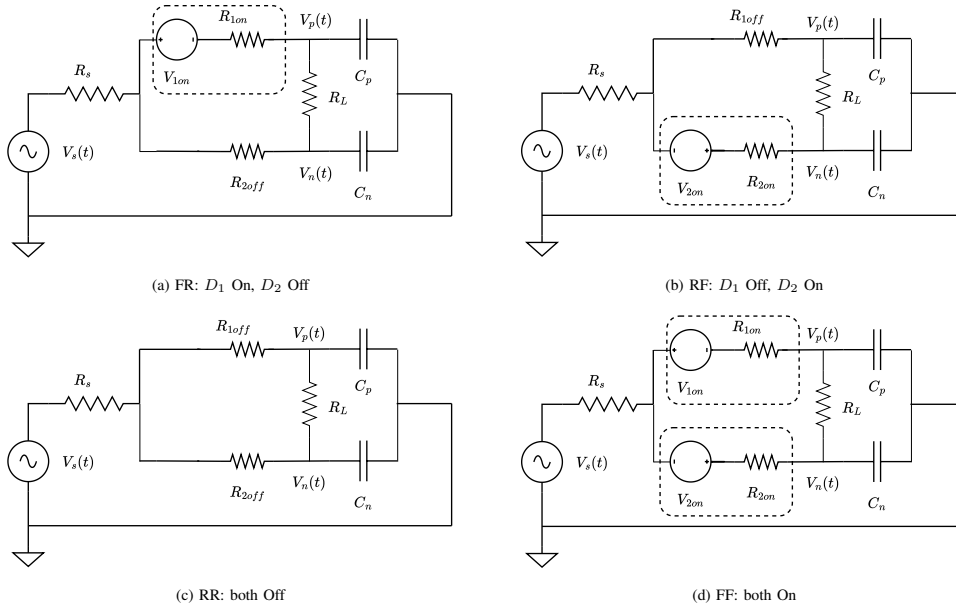 R_{1on}
V_p(t)
V_{1on}
C_p
R_s
R_L
V_s(t)
R_{2off}
V_n(t)
C_n
(a) FR: D_1 On, D_2 Off
R_{1off}
V_p(t)
C_p
R_s
R_L
V_s(t)
V_{2on}
R_{2on}
V_n(t)
C_n
(b) RF: D_1 Off, D_2 On
R_{1off}
V_p(t)
C_p
R_s
R_L
V_s(t)
R_{2off}
V_n(t)
C_n
(c) RR: both Off
R_{1on}
V_p(t)
V_{1on}
C_p
R_s
R_L
V_s(t)
V_{2on}
R_{2on}
V_n(t)
C_n
(d) FF: both On